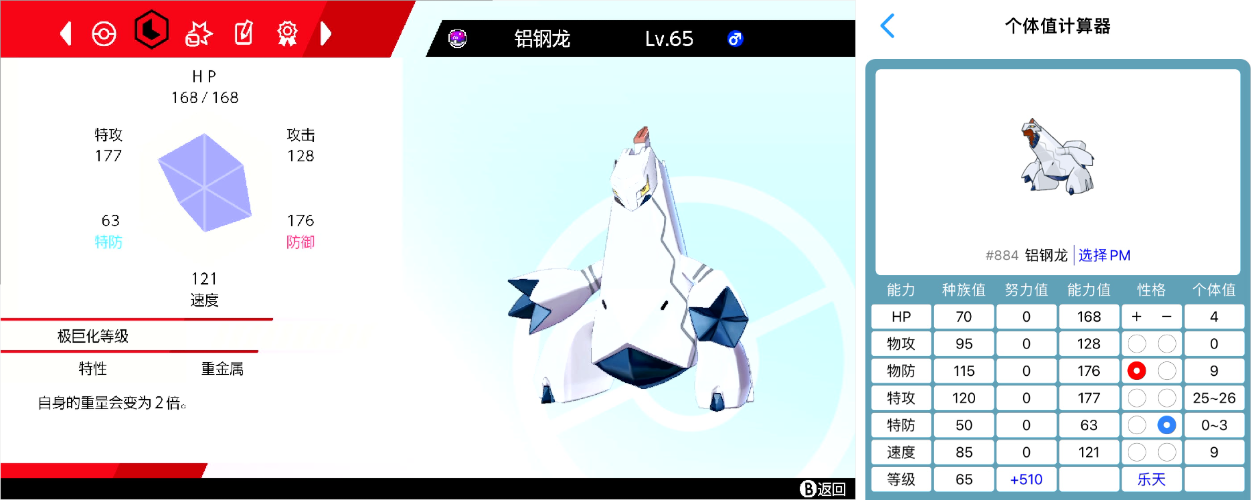 铝钢龙 Lv.65
HP
168 / 168
特攻 攻击
177 128
63 176
特防 防御
121
速度
极巨化等级
特性 重金属
自身的重量会变为2倍。
B返回
个体值计算器
#884 铝钢龙 选择PM
能力 种族值 努力值 能力值 性格 个体值
HP 70 0 168 + − 4
物攻 95 0 128 0
物防 115 0 176 9
特攻 120 0 177 25~26
特防 50 0 63 0~3
速度 85 0 121 9
等级 65 +510 乐天